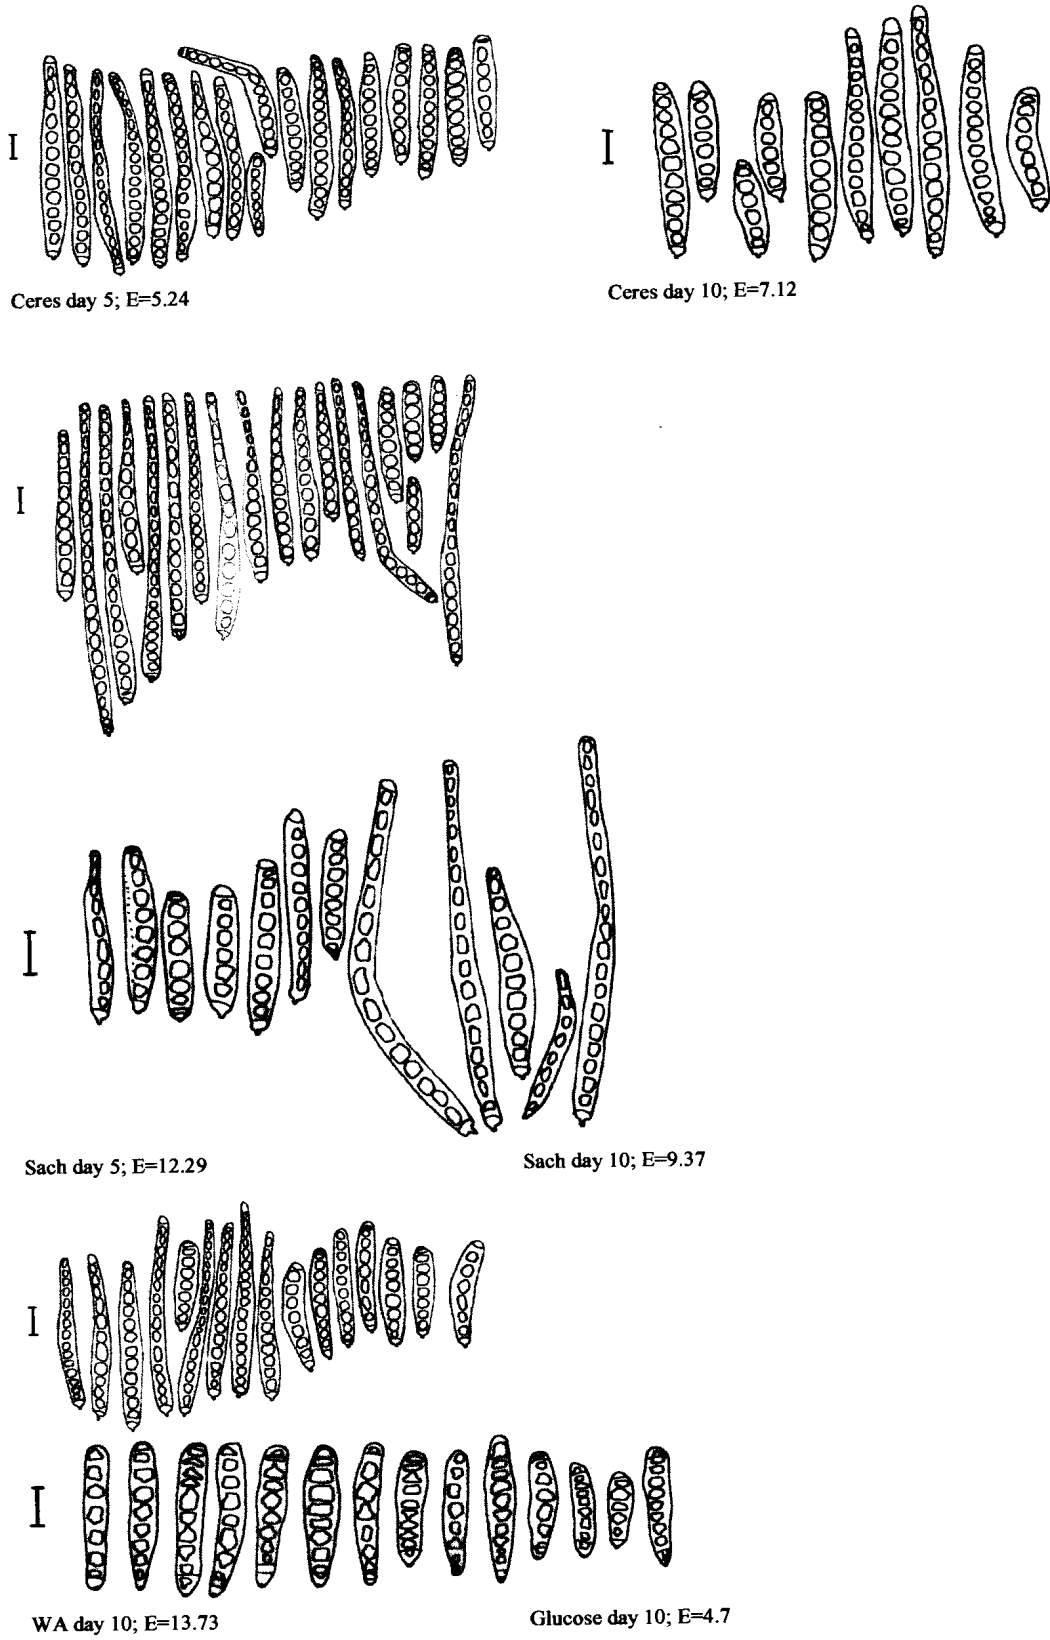 Ceres day 5; E=5.24
Ceres day 10; E=7.12
Sach day 5; E=12.29
Sach day 10; E=9.37
WA day 10; E=13.73
Glucose day 10; E=4.7